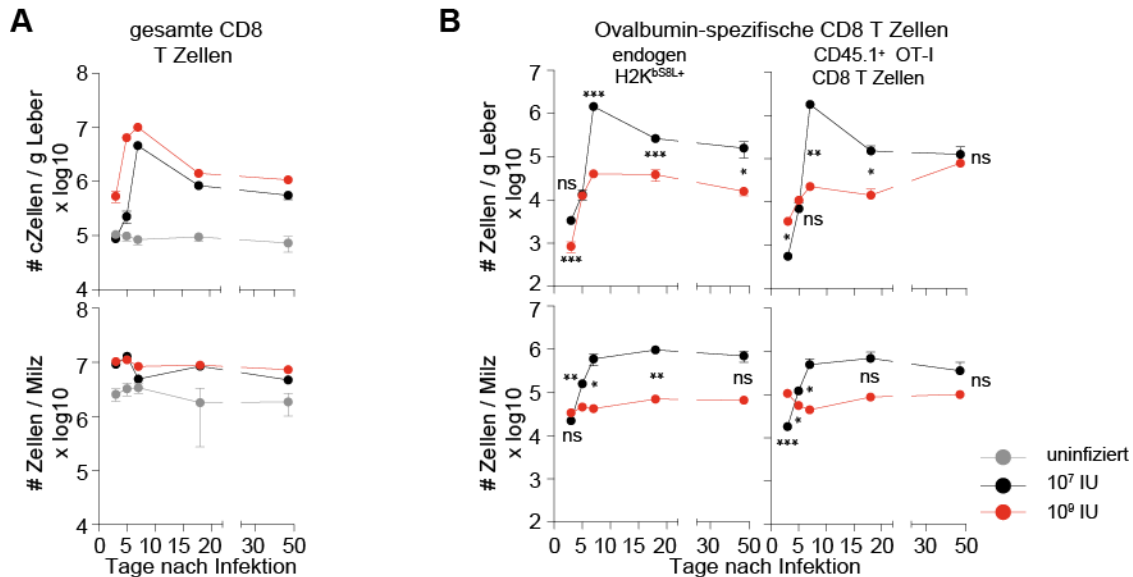 A
gesamte CD8
T Zellen
# cZellen / g Leber
x log10
8
7
6
5
4
# Zellen / Milz
x log10
8
7
6
5
4
0 5 10 15 20 30 40 50
Tage nach Infektion
B
Ovalbumin-spezifische CD8 T Zellen
endogen
H2KbS8L+
CD45.1+ OT-I
CD8 T Zellen
# Zellen / g Leber
x log10
7
6
5
4
3
2
***
ns
***
*
***
**
*
ns
ns
*
# Zellen / Milz
x log10
6
5
4
3
2
**
*
**
ns
ns
*
ns
ns
*
***
0 5 10 15 20 30 40 50
0 5 10 15 20 30 40 50
Tage nach Infektion
uninfiziert
10⁷ IU
10⁹ IU